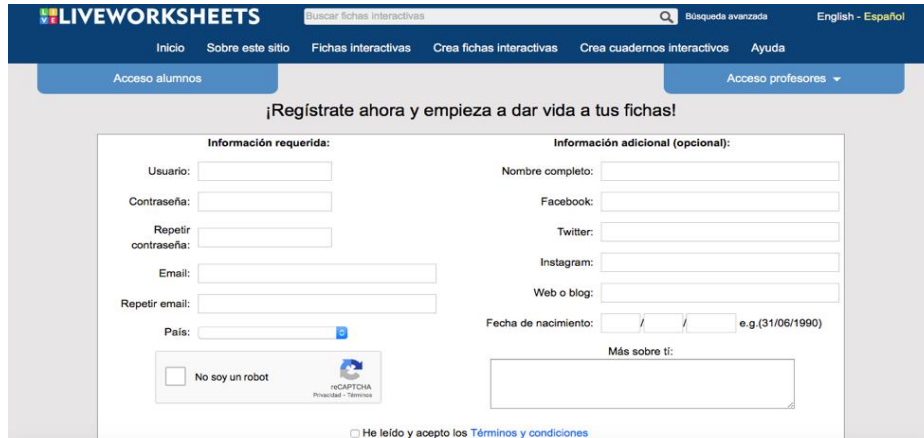 LIVE LIVEWORKSHEETS
Buscar fichas interactivas
Búsqueda avanzada
English - Español
Inicio Sobre este sitio Fichas interactivas Crea fichas interactivas Crea cuadernos interactivos Ayuda
Acceso alumnos
Acceso profesores
¡Regístrate ahora y empieza a dar vida a tus fichas!
Información requerida:
Usuario:
Contraseña:
Repetir
contraseña:
Email:
Repetir email:
País:
No soy un robot
reCAPTCHA
Privacidad - Términos
Información adicional (opcional):
Nombre completo:
Facebook:
Twitter:
Instagram:
Web o blog:
Fecha de nacimiento: / / e.g.(31/06/1990)
Más sobre tí:
He leído y acepto los Términos y condiciones